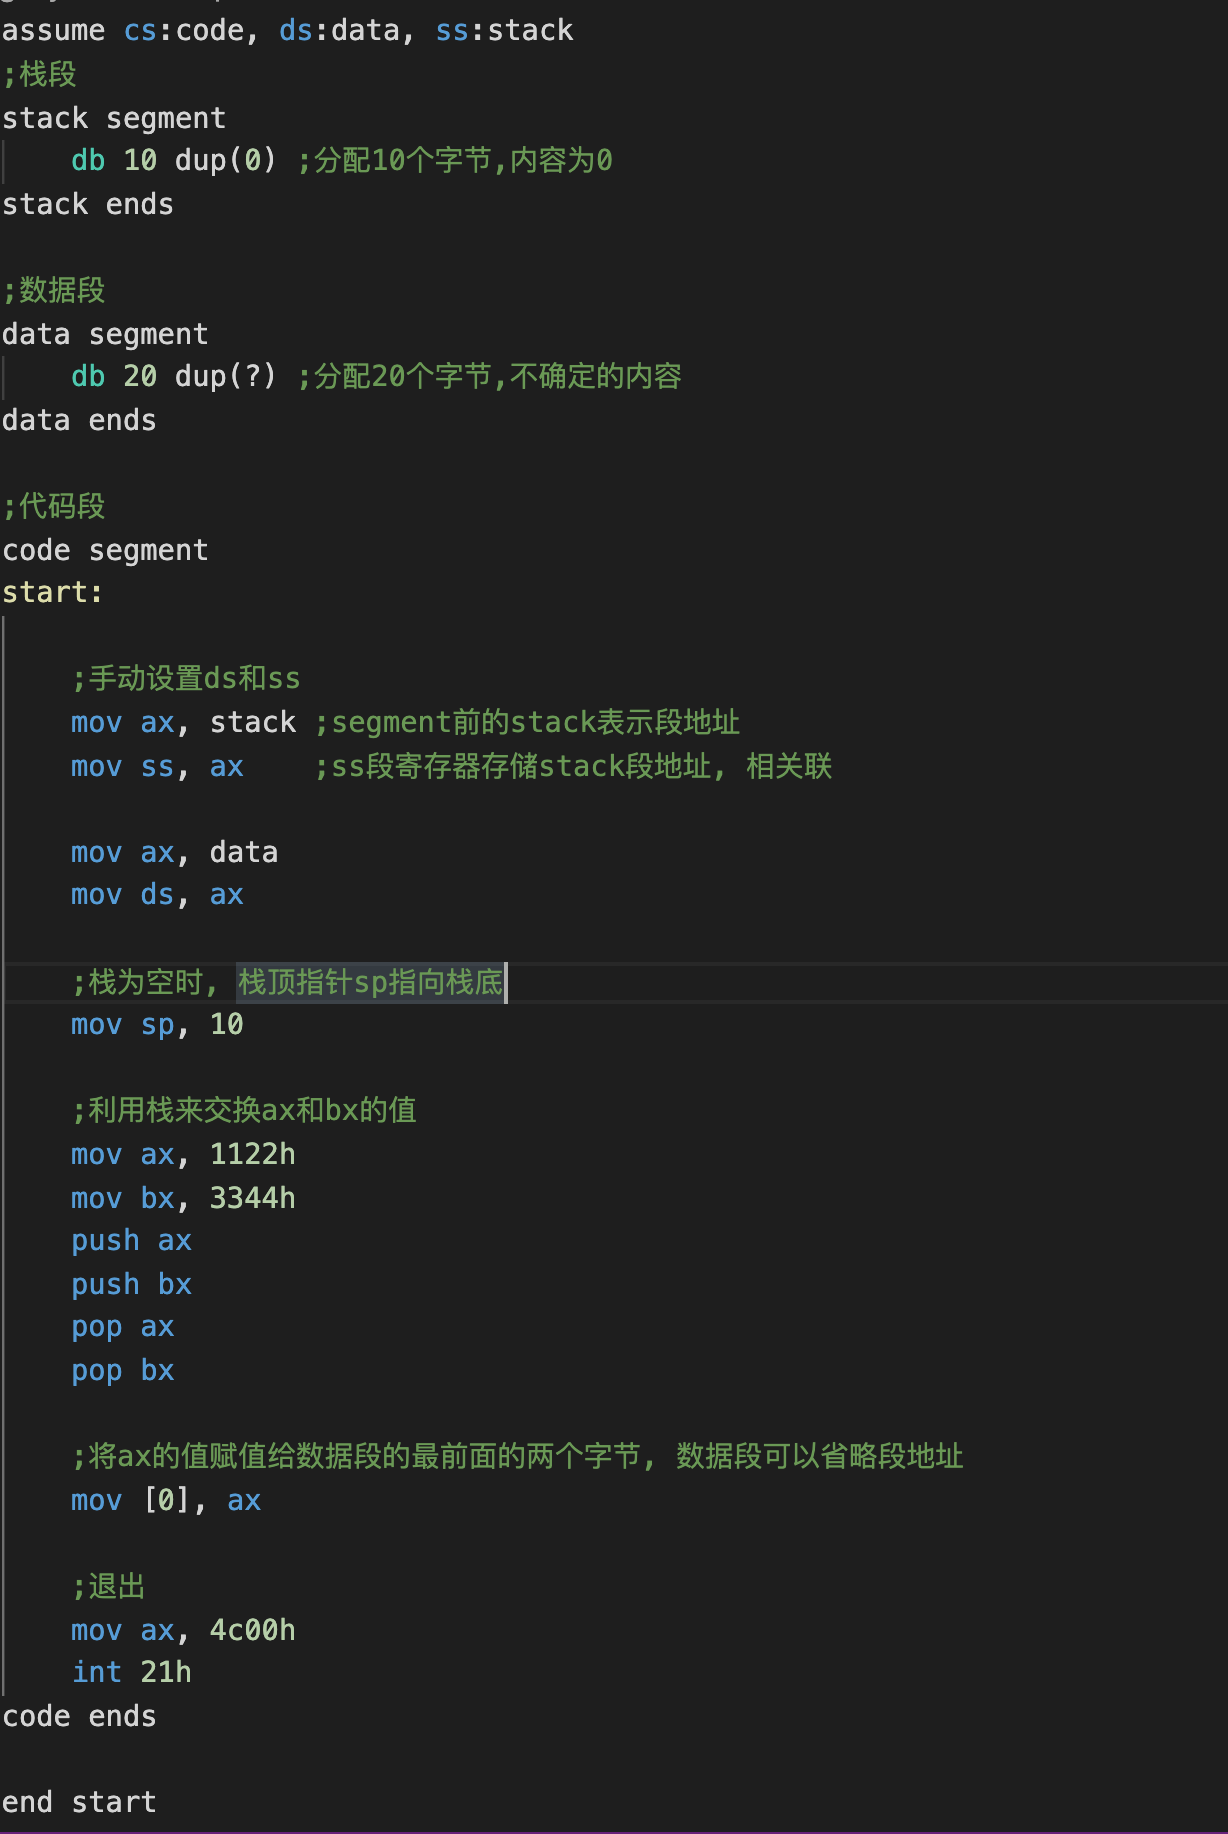 assume cs:code, ds:data, ss:stack
;栈段
stack segment
    db 10 dup(0) ;分配10个字节,内容为0
stack ends

;数据段
data segment
    db 20 dup(?) ;分配20个字节,不确定的内容
data ends

;代码段
code segment
start:

    ;手动设置ds和ss
    mov ax, stack ;segment前的stack表示段地址
    mov ss, ax    ;ss段寄存器存储stack段地址, 相关联

    mov ax, data
    mov ds, ax

    ;栈为空时, 栈顶指针sp指向栈底
    mov sp, 10

    ;利用栈来交换ax和bx的值
    mov ax, 1122h
    mov bx, 3344h
    push ax
    push bx
    pop ax
    pop bx

    ;将ax的值赋值给数据段的最前面的两个字节, 数据段可以省略段地址
    mov [0], ax

    ;退出
    mov ax, 4c00h
    int 21h
code ends

end start